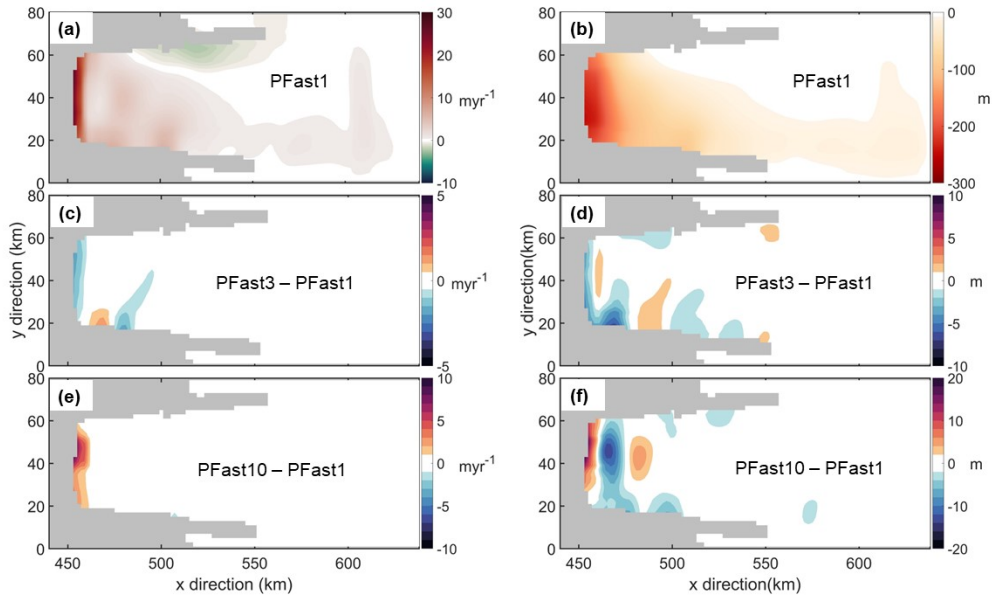 (a)
PFast1
80
60
40
20
0
30
20
10
0
-10
myr-1
(b)
PFast1
80
60
40
20
0
0
-100
-200
-300
m
(c)
PFast3 – PFast1
80
60
40
20
0
5
0
-5
myr-1
y direction (km)
(d)
PFast3 – PFast1
80
60
40
20
0
10
5
0
-5
-10
m
y direction(km)
(e)
PFast10 – PFast1
80
60
40
20
0
450
500
550
600
x direction (km)
10
5
0
-5
-10
myr-1
(f)
PFast10 – PFast1
80
60
40
20
0
450
500
550
600
x direction(km)
20
10
0
-10
-20
m